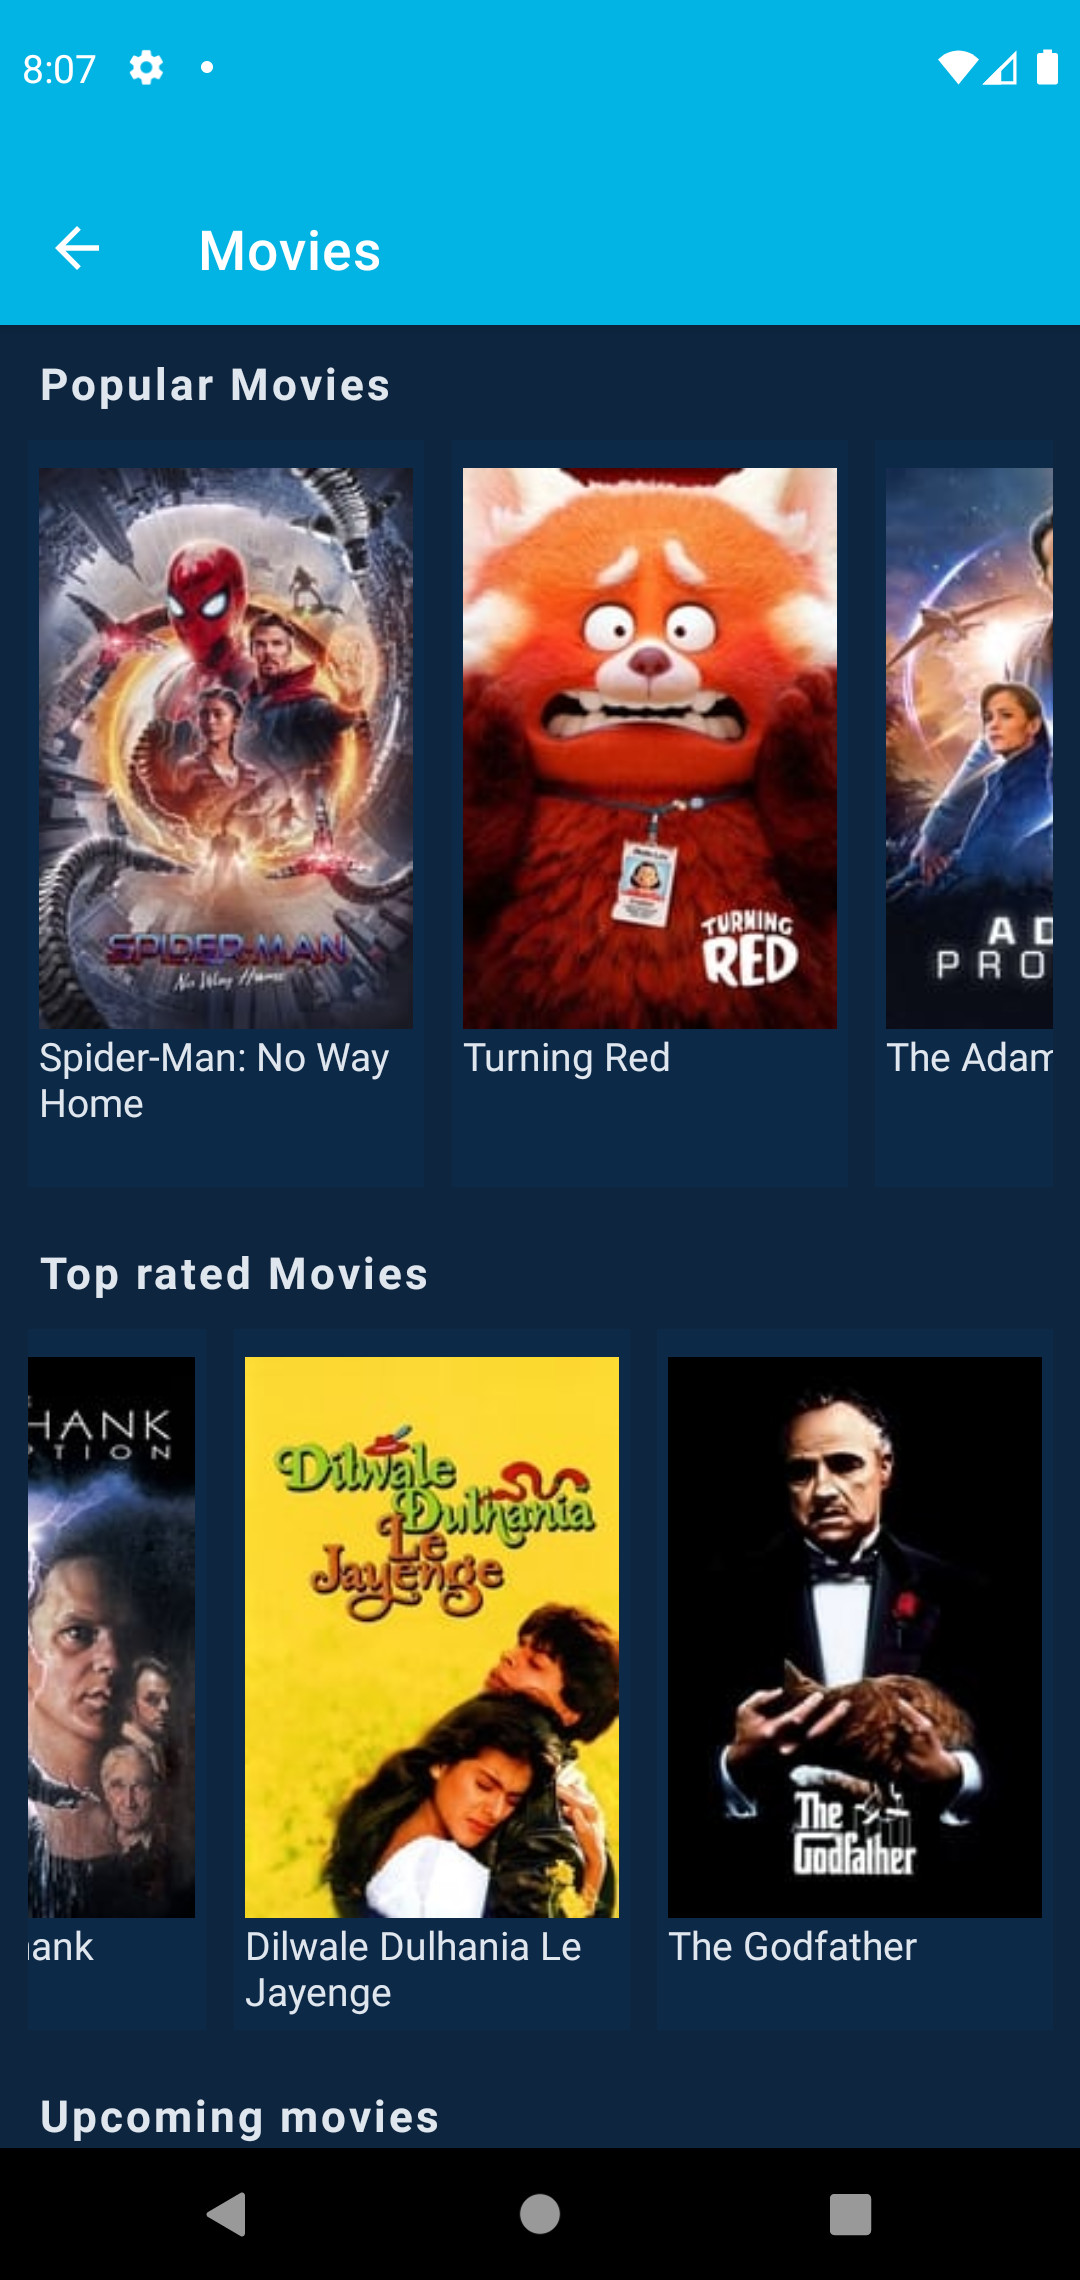 8:07
Movies
Popular Movies
SPIDER-MAN
No Way Home
TURNING
RED
AD
PRO
Spider-Man: No Way
Home
Turning Red
The Adam
Top rated Movies
HANK
PTION
Dilwale
Dulhania
Le
Jayenge
The
Godfather
ank
Dilwale Dulhania Le
Jayenge
The Godfather
Upcoming movies